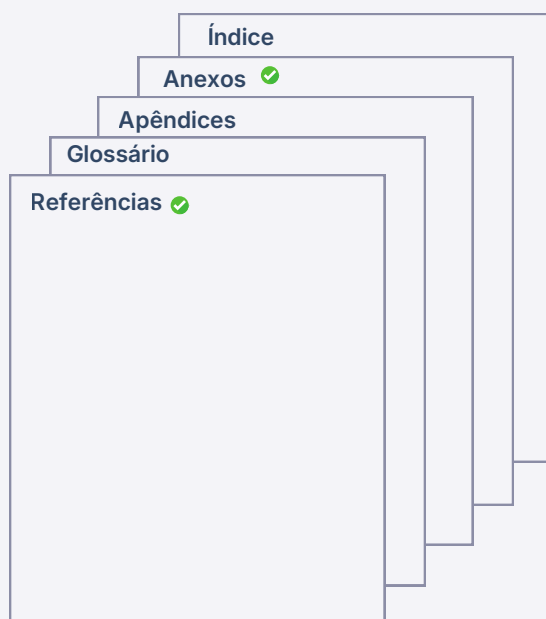 Índice
Anexos
Apêndices
Glossário
Referências